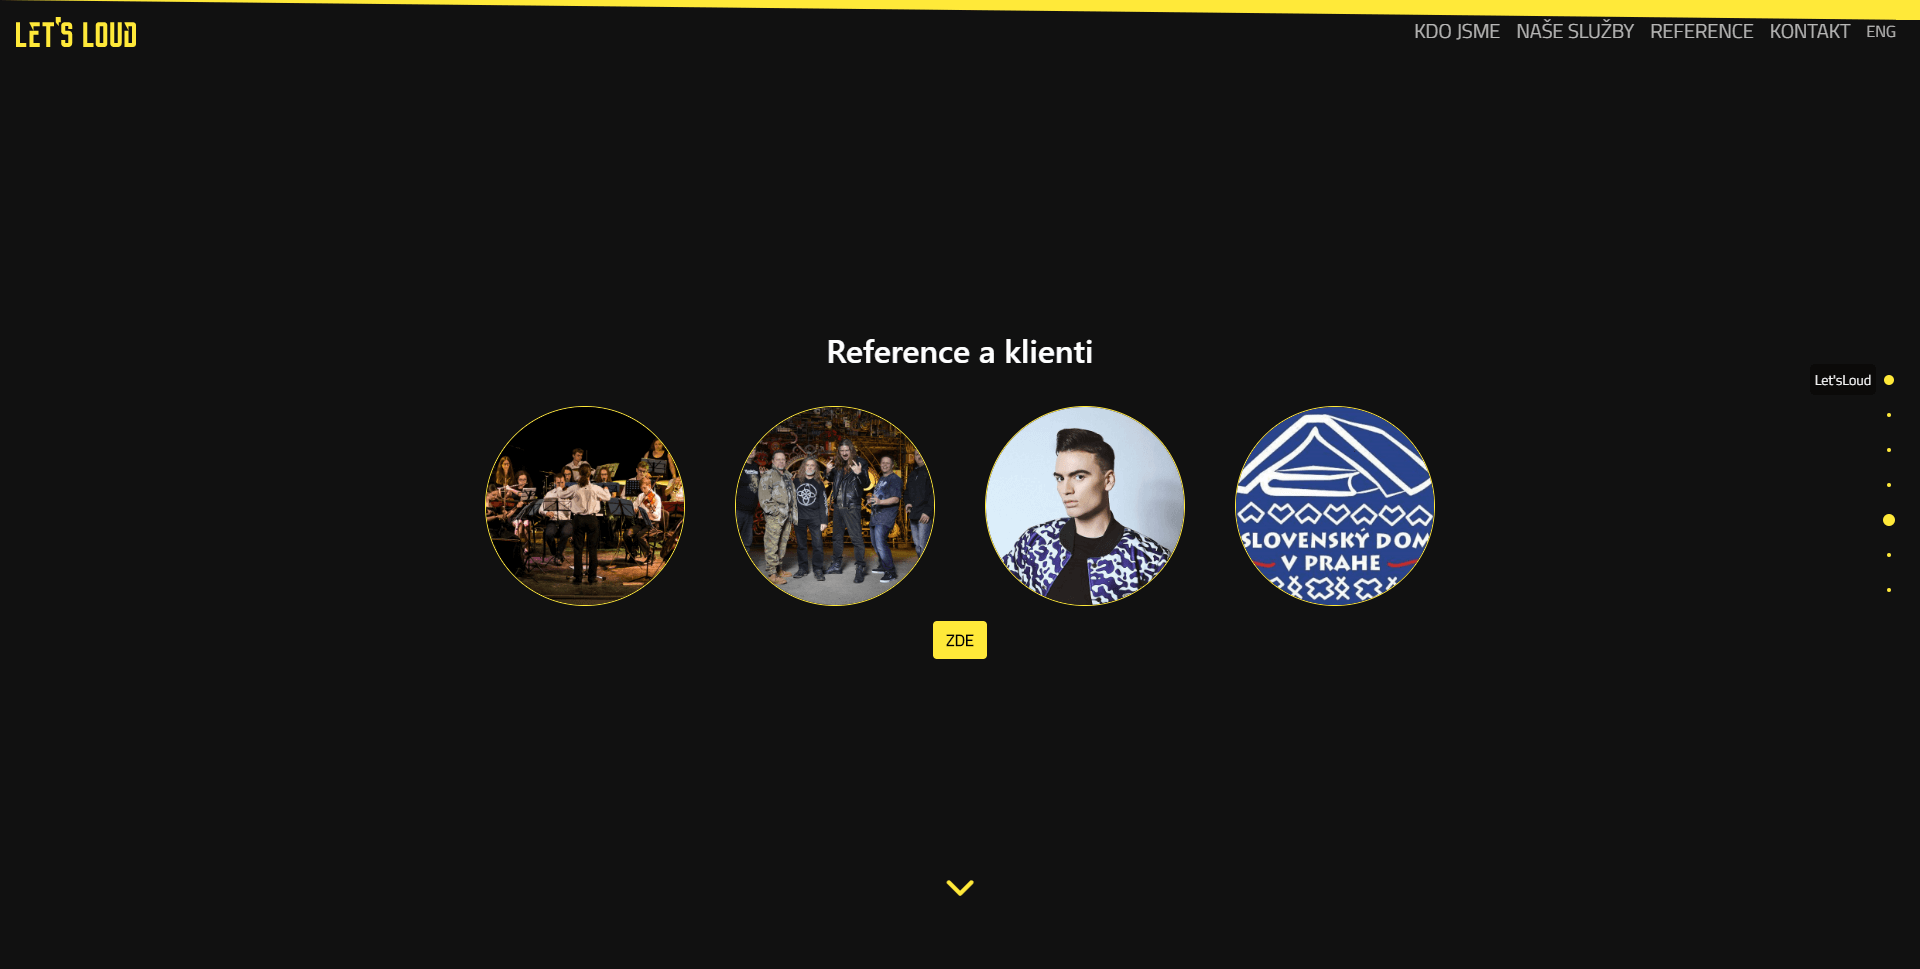 LET'S LOUD
KDO JSME NAŠE SLUŽBY REFERENCE KONTAKT ENG
Reference a klienti
Let'sLoud
SLOVENSKÝ DOM
V PRAHE
ZDE